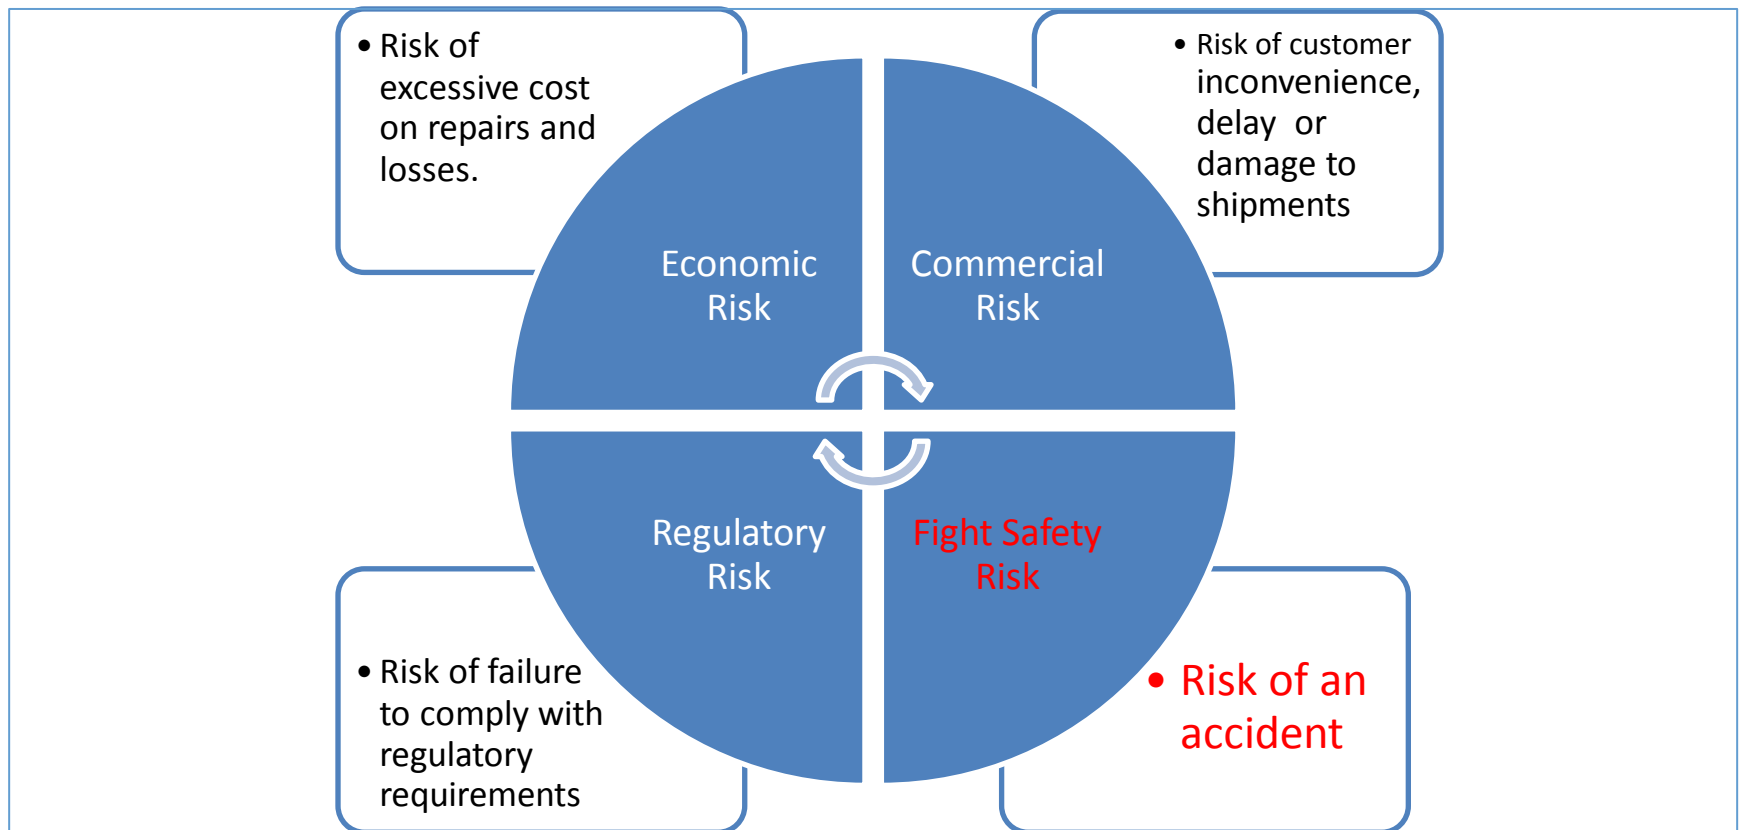 • Risk of
excessive cost
on repairs and
losses.
• Risk of customer
inconvenience,
delay  or
damage to
shipments
Economic
Risk
Commercial
Risk
Regulatory
Risk
Fight Safety
Risk
• Risk of failure
to comply with
regulatory
requirements
• Risk of an
accident